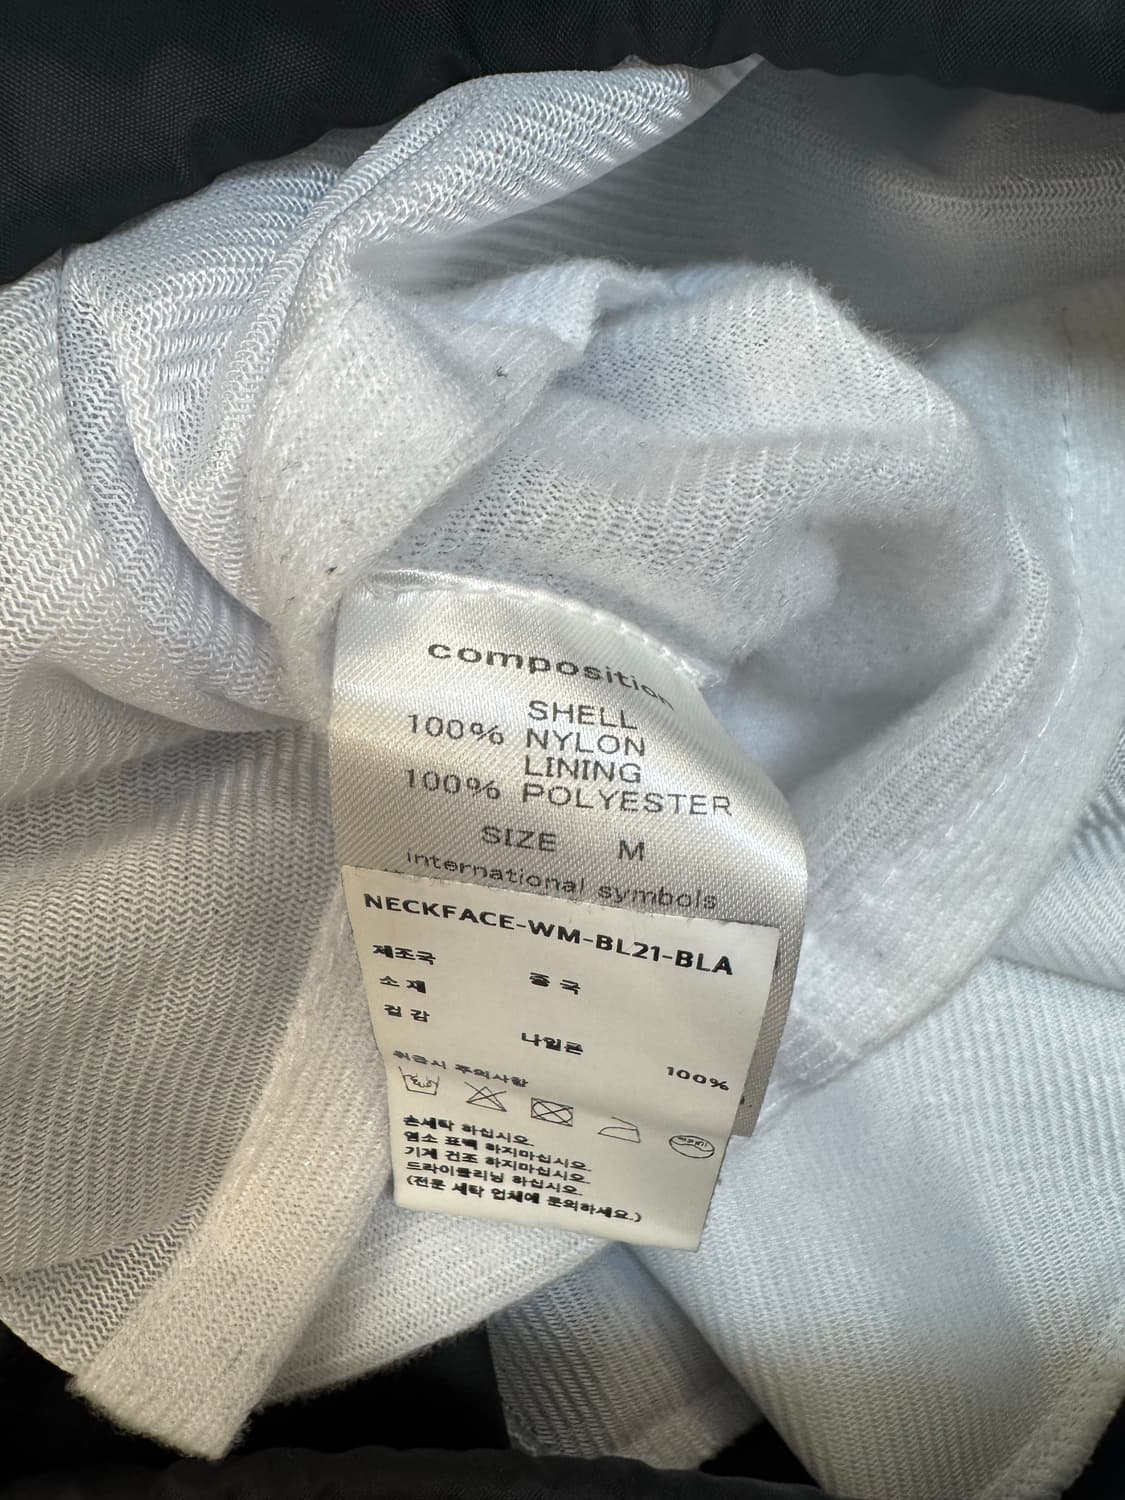 composition
SHELL
100% NYLON
LINING
100% POLYESTER
SIZE M
international symbols
NECKFACE-WM-BL21-BLA
제조국 중국
소재
겉감
나일론
100%
취급시 주의사항
손세탁 하십시오.
염소 표백 하지마십시오.
기계 건조 하지마십시오.
드라이클리닝 하십시오.
(전문 세탁 업체에 문의하세요.)